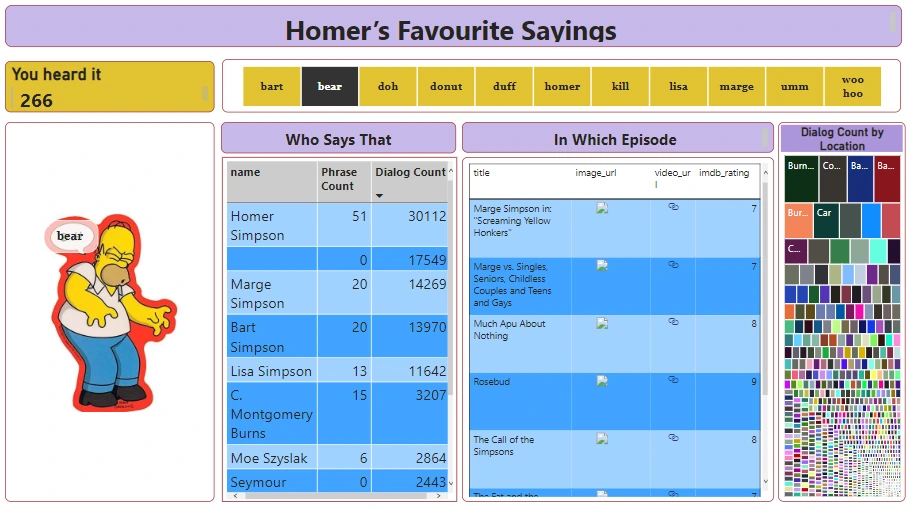 Homer's Favourite Sayings
You heard it
266
bart bear doh donut duff homer kill lisa marge umm woo
hoo
Who Says That
In Which Episode
Dialog Count by
Location
bear
name Phrase Dialog Count
Count
Homer 51 30112
Simpson
0 17549
Marge 20 14269
Simpson
Bart 20 13970
Simpson
Lisa Simpson 13 11642
C. 15 3207
Montgomery
Burns
Moe Szyslak 6 2864
Seymour 0 2443
title image_url video_ur imdb_rating
l
Marge Simpson in: 7
"Screaming Yellow
Honkers"
Marge vs. Singles, 7
Seniors, Childless
Couples and Teens
and Gays
Much Apu About 8
Nothing
Rosebud 9
The Call of the 8
Simpsons
Burn... Co... Ba... Ba...
Bur... Car
C...